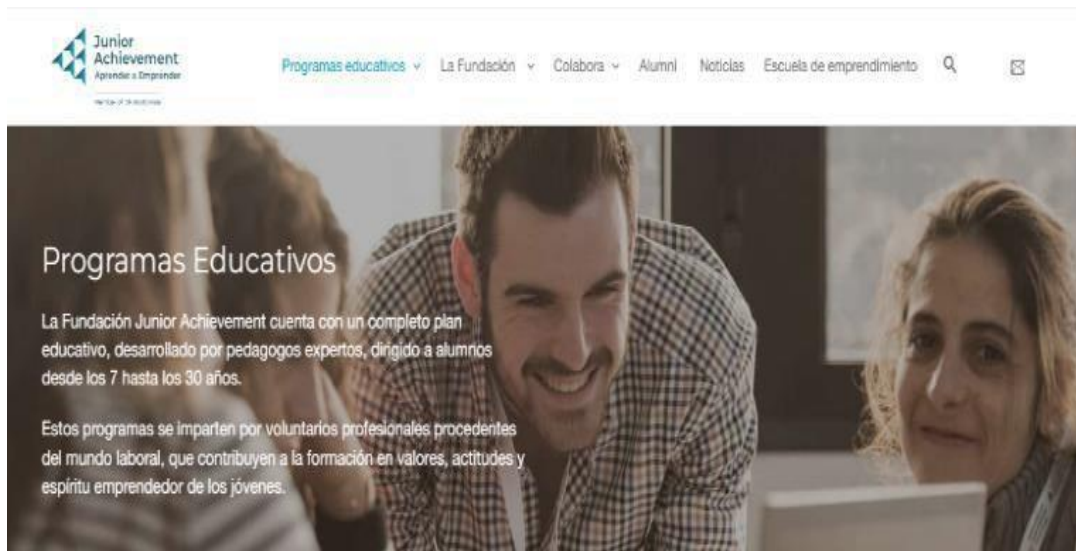 Junior
Achievement
Aprender a Emprender
Programas educativos
La Fundación
Colabora
Alumni
Noticias
Escuela de emprendimiento
Programas Educativos
La Fundación Junior Achievement cuenta con un completo plan
educativo, desarrollado por pedagogos expertos, dirigido a alumnos
desde los 7 hasta los 30 años.
Estos programas se imparten por voluntarios profesionales procedentes
del mundo laboral, que contribuyen a la formación en valores, actitudes y
espíritu emprendedor de los jóvenes.